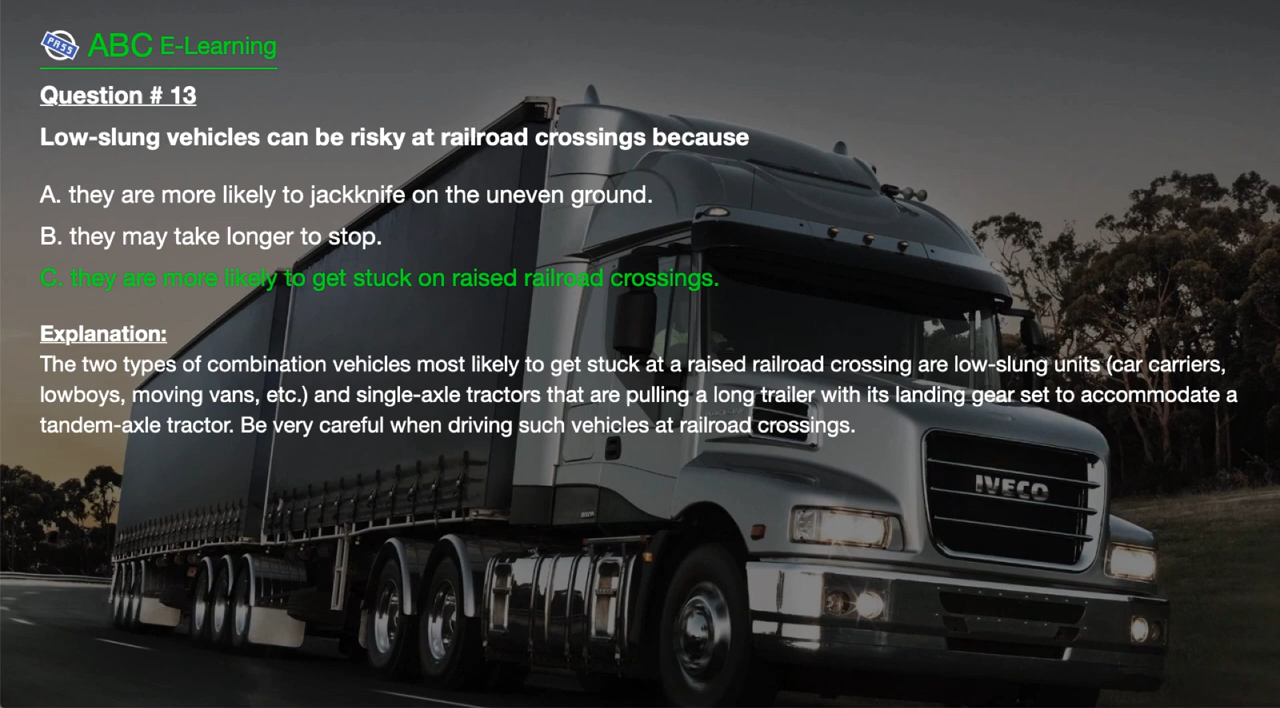 PASS ABC E-Learning
Question # 13
Low-slung vehicles can be risky at railroad crossings because
A. they are more likely to jackknife on the uneven ground.
B. they may take longer to stop.
C. they are more likely to get stuck on raised railroad crossings.
Explanation:
The two types of combination vehicles most likely to get stuck at a raised railroad crossing are low-slung units (car carriers,
lowboys, moving vans, etc.) and single-axle tractors that are pulling a long trailer with its landing gear set to accommodate a
tandem-axle tractor. Be very careful when driving such vehicles at railroad crossings.
IVECO